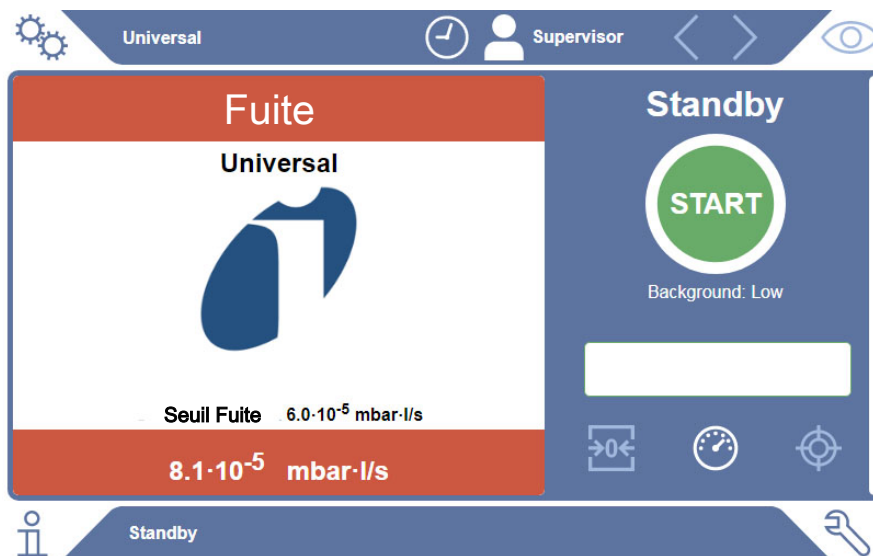 Universal
Supervisor
Fuite
Universal
Seuil Fuite 6.0·10⁻⁵ mbar·l/s
8.1·10⁻⁵ mbar·l/s
Standby
START
Background: Low
→0←
Standby